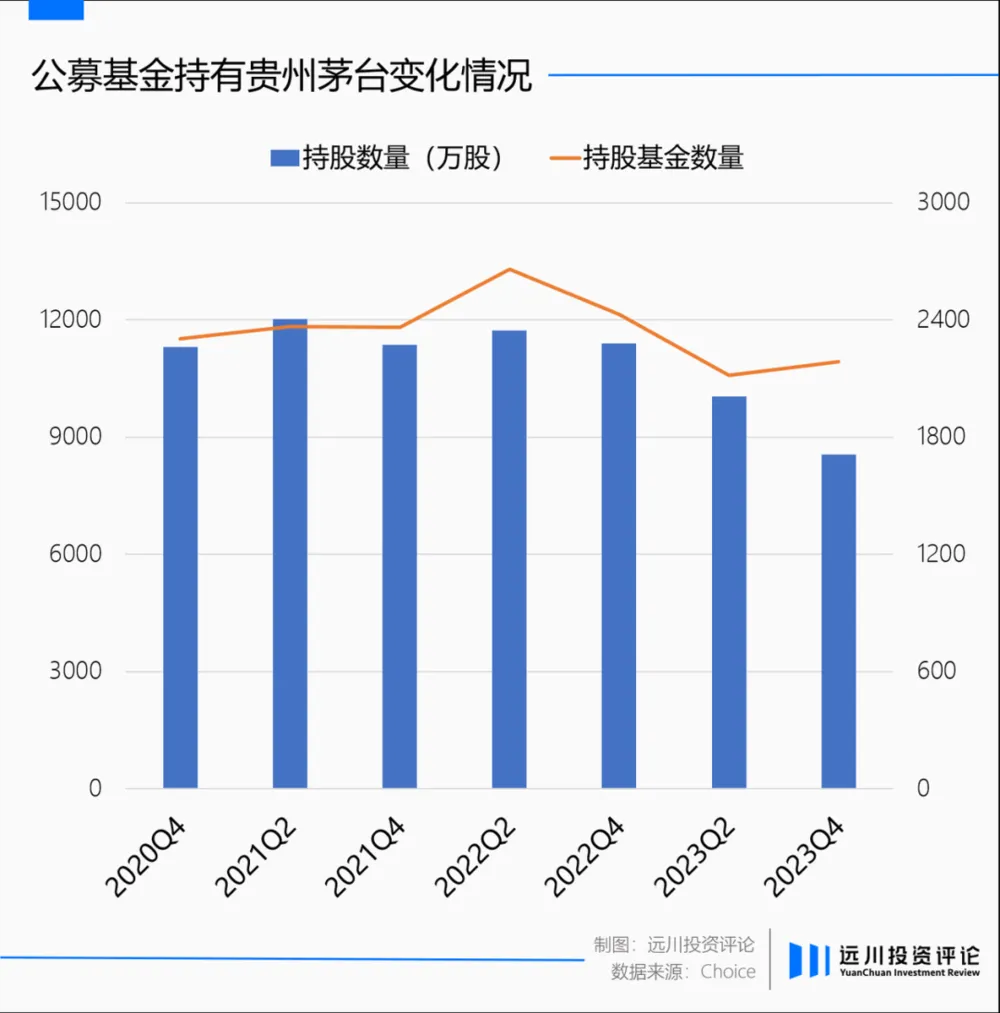 公募基金持有贵州茅台变化情况
持股数量（万股） 持股基金数量
15000 3000
12000 2400
9000 1800
6000 1200
3000 600
0 0
2020Q4 2021Q2 2021Q4 2022Q2 2022Q4 2023Q2 2023Q4
制图：远川投资评论
数据来源：Choice
远川投资评论
YuanChuan Investment Review